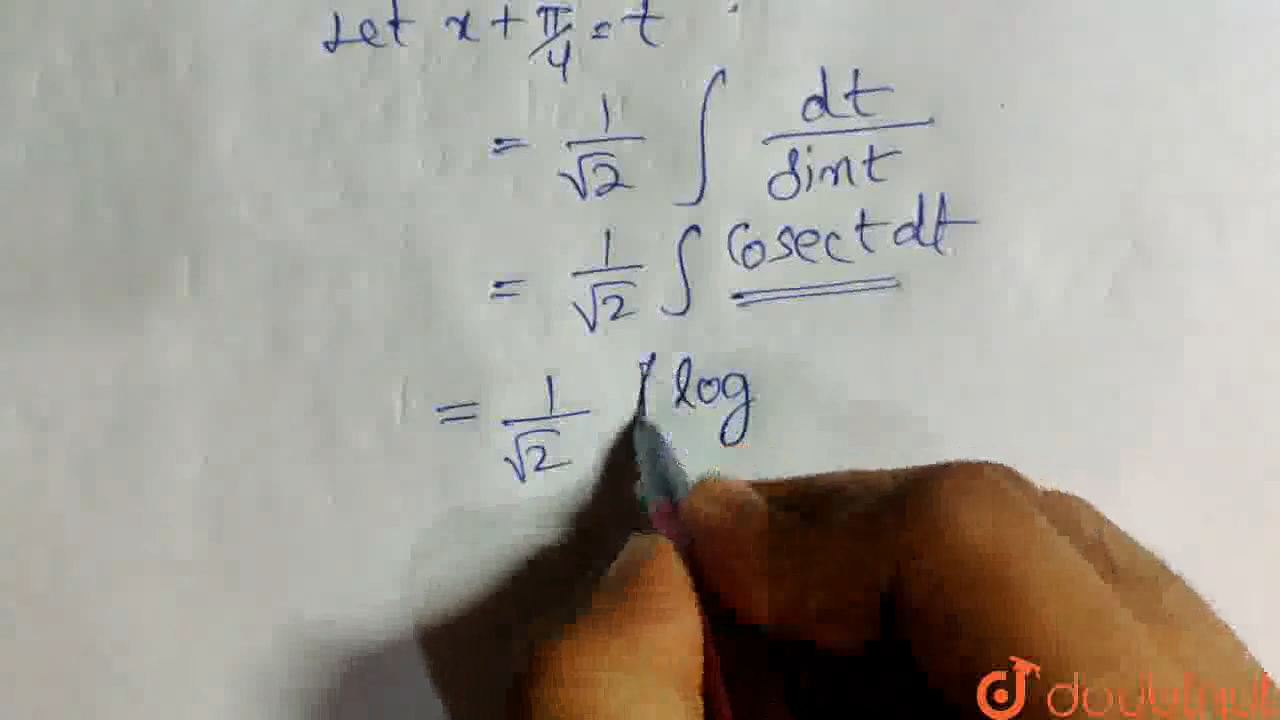 Let x + π/4 = t
= 1/√2 ∫ dt/sint
= 1/√2 ∫ cosect dt
= 1/√2 log
doubtnut